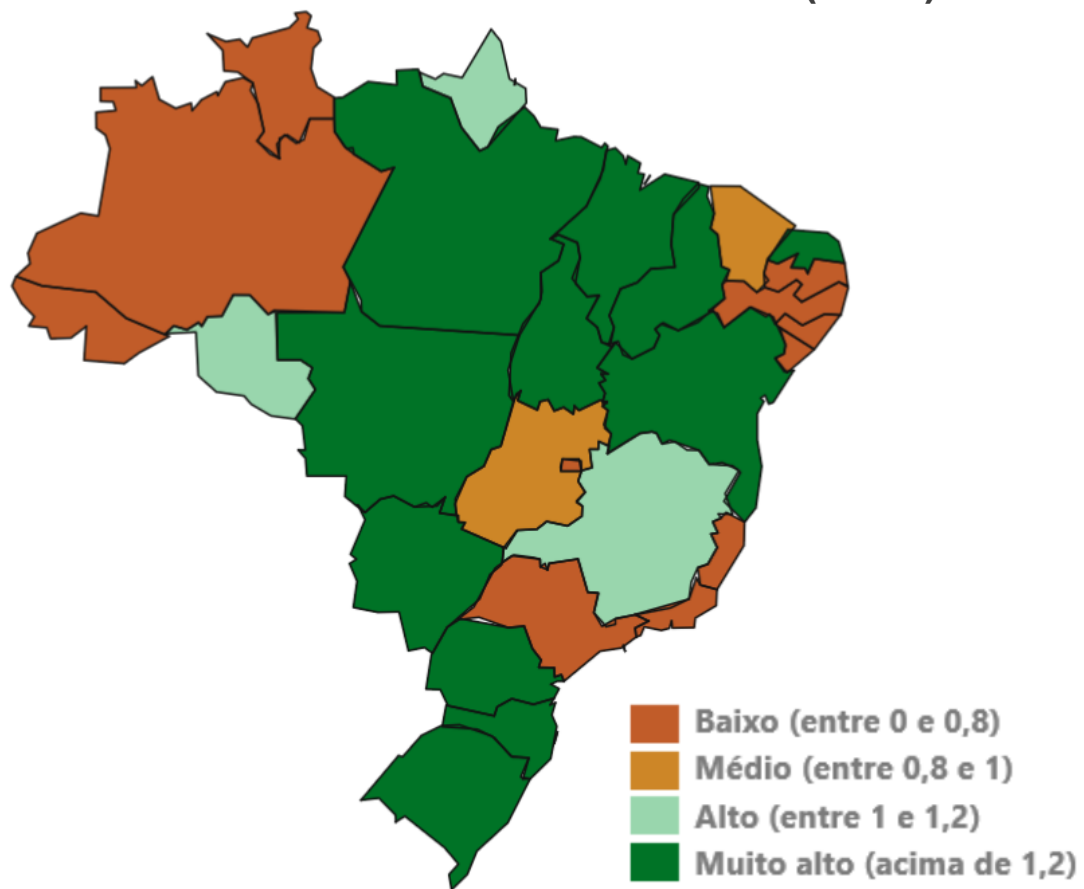 Baixo (entre 0 e 0,8)
Médio (entre 0,8 e 1)
Alto (entre 1 e 1,2)
Muito alto (acima de 1,2)